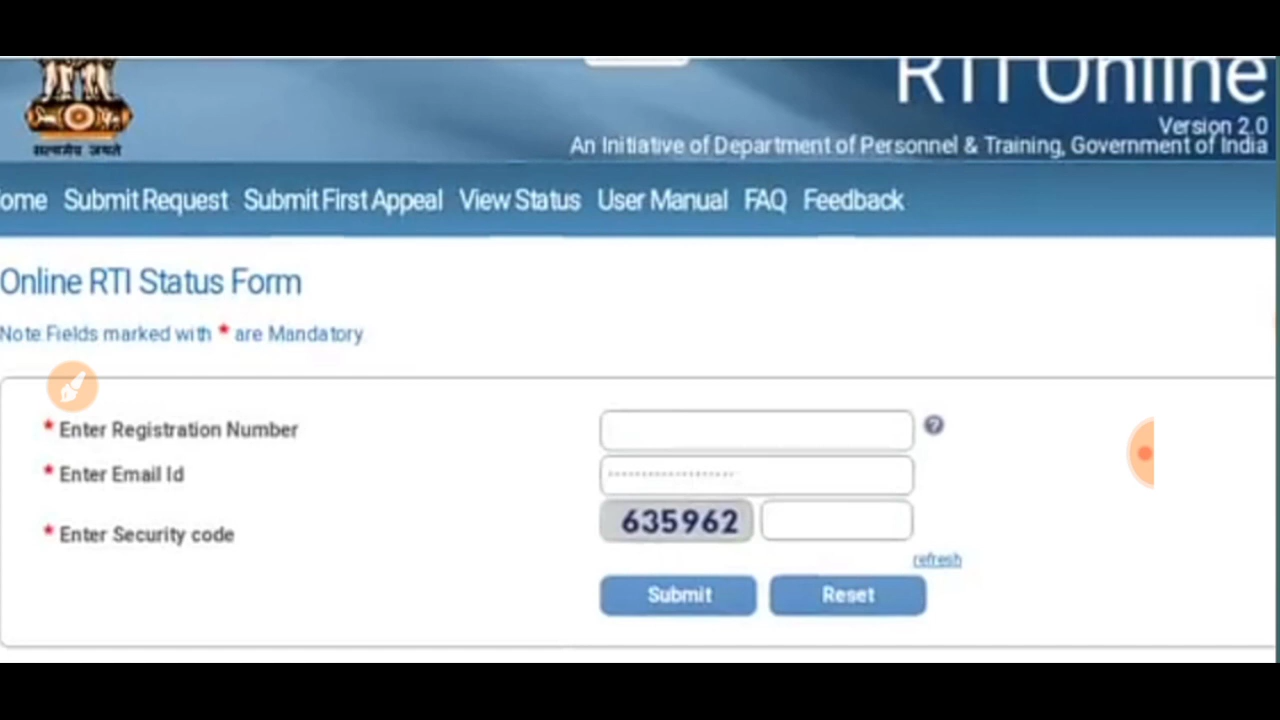 सत्यमेव जयते
RTI Online
Version 2.0
An Initiative of Department of Personnel & Training, Government of India
ome Submit Request Submit First Appeal View Status User Manual FAQ Feedback
Online RTI Status Form
Note:Fields marked with * are Mandatory
* Enter Registration Number ?
* Enter Email Id
* Enter Security code 635962
refresh
Submit Reset